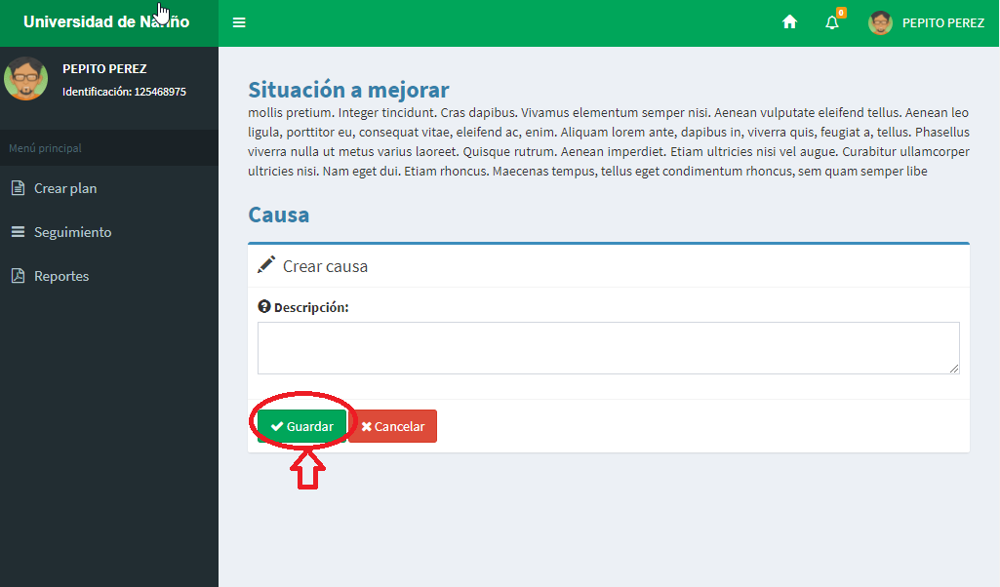 Universidad de Nariño
0
PEPITO PEREZ
PEPITO PEREZ
Identificación: 125468975
Menú principal
Crear plan
Seguimiento
Reportes
Situación a mejorar
mollis pretium. Integer tincidunt. Cras dapibus. Vivamus elementum semper nisi. Aenean vulputate eleifend tellus. Aenean leo
ligula, porttitor eu, consequat vitae, eleifend ac, enim. Aliquam lorem ante, dapibus in, viverra quis, feugiat a, tellus. Phasellus
viverra nulla ut metus varius laoreet. Quisque rutrum. Aenean imperdiet. Etiam ultricies nisi vel augue. Curabitur ullamcorper
ultricies nisi. Nam eget dui. Etiam rhoncus. Maecenas tempus, tellus eget condimentum rhoncus, sem quam semper libe
Causa
Crear causa
Descripción:
Guardar
Cancelar